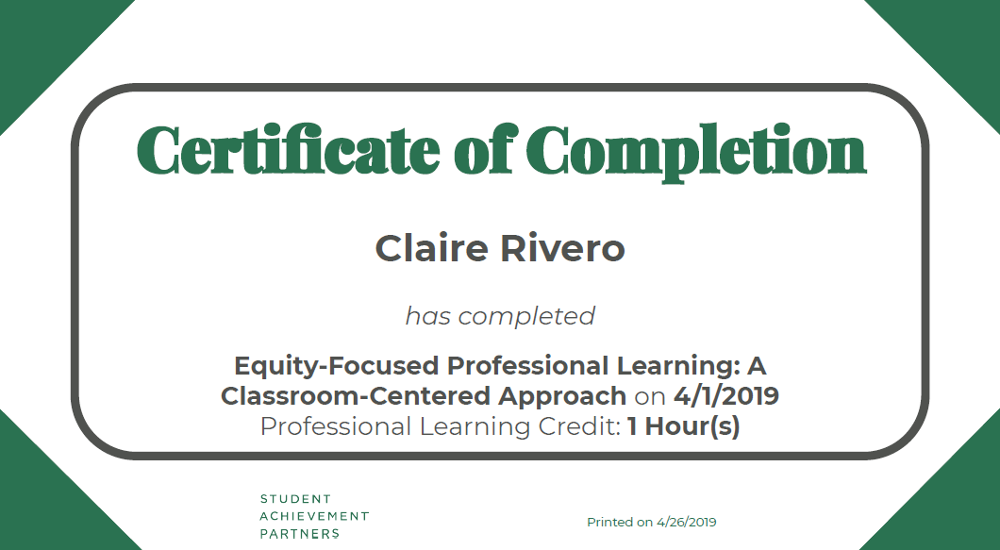 Certificate of Completion
Claire Rivero
has completed
Equity-Focused Professional Learning: A
Classroom-Centered Approach on 4/1/2019
Professional Learning Credit: 1 Hour(s)
STUDENT
ACHIEVEMENT
PARTNERS
Printed on 4/26/2019